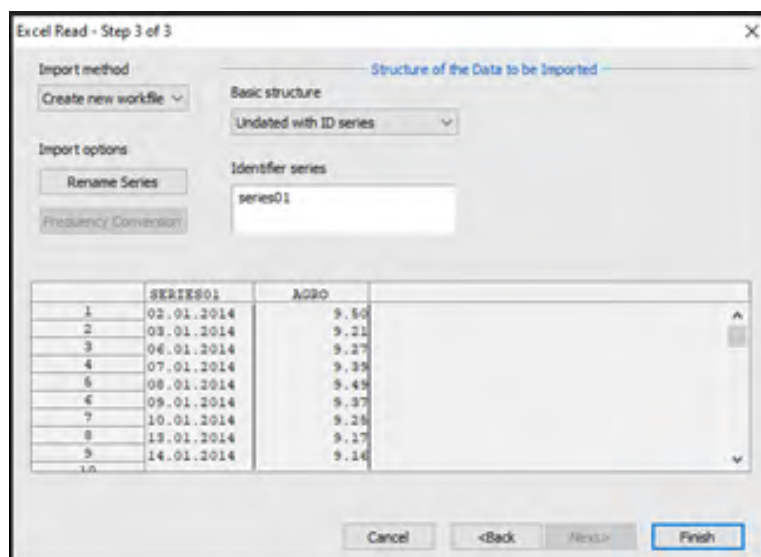 Excel Read - Step 3 of 3
Import method
Structure of the Data to be Imported
Create new workfile
Basic structure
Undated with ID series
Import options
Identifier series
Rename Series
series01
Frequency Conversion
SERIES01 AGRO
1 02.01.2014 9.50
2 03.01.2014 9.21
3 06.01.2014 9.27
4 07.01.2014 9.39
5 08.01.2014 9.49
6 09.01.2014 9.37
7 10.01.2014 9.25
8 13.01.2014 9.17
9 14.01.2014 9.16
10
Cancel <Back Next> Finish